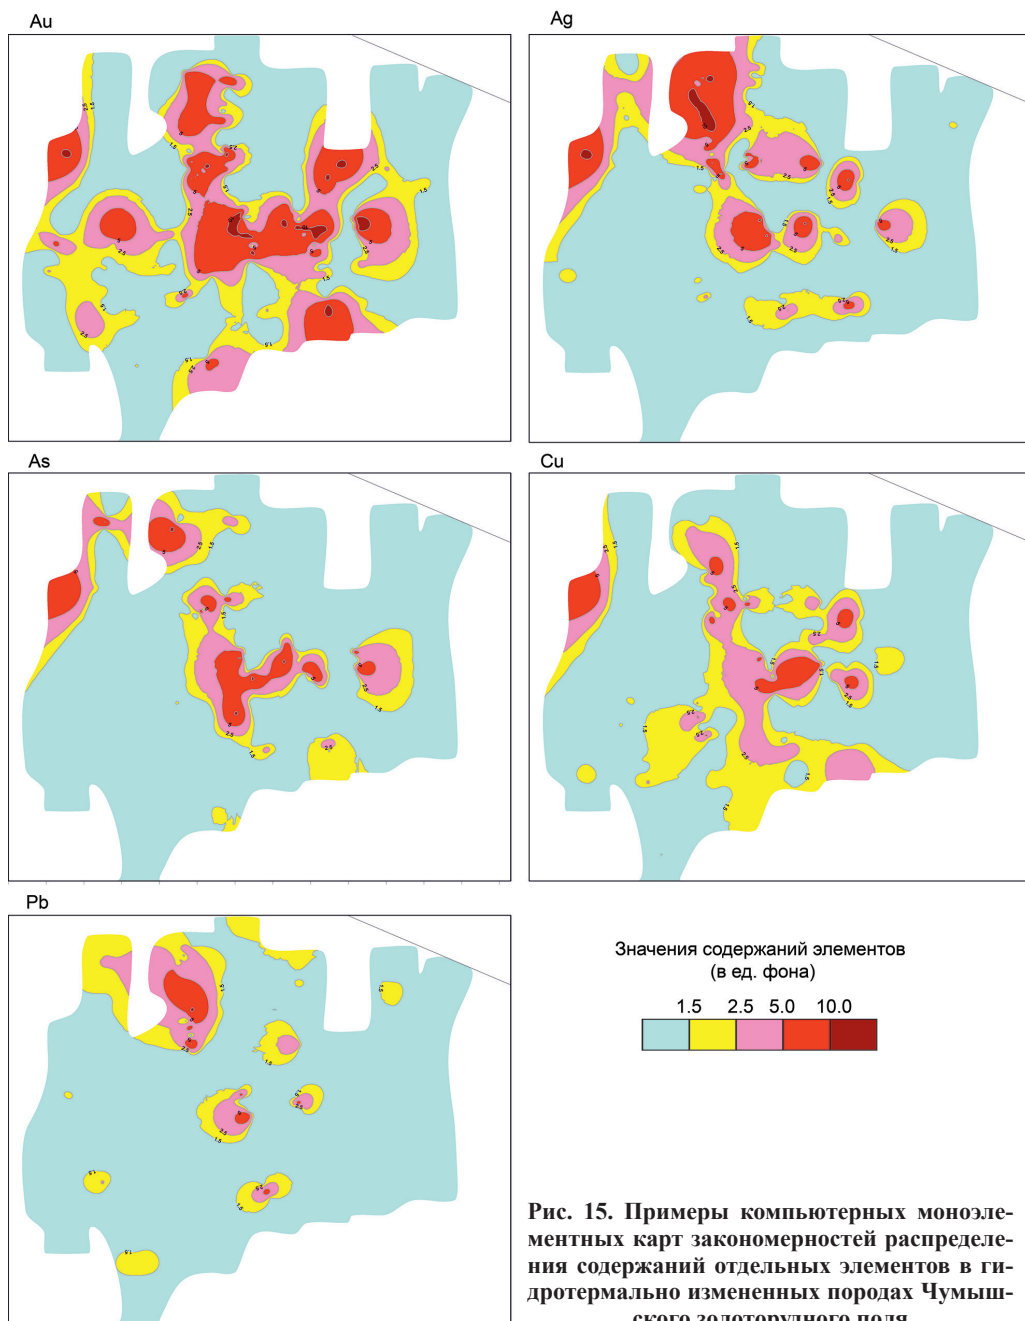 Au
Ag
As
Cu
Pb
Значения содержаний элементов
(в ед. фона)
1.5 2.5 5.0 10.0
Рис. 15. Примеры компьютерных моноэле-
ментных карт закономерностей распределе-
ния содержаний отдельных элементов в ги-
дротермально измененных породах Чумыш-
ского золоторудного поля